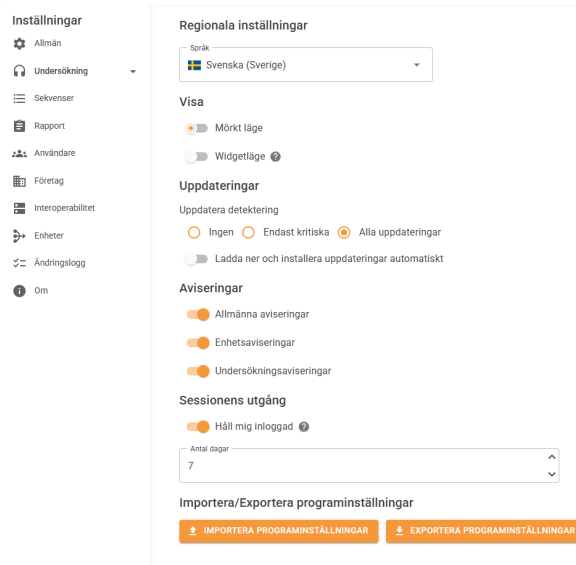 Inställningar
Allmän
Undersökning
Sekvenser
Rapport
Användare
Företag
Interoperabilitet
Enheter
Ändringslogg
Om
Regionala inställningar
Språk
Svenska (Sverige)
Visa
Mörkt läge
Widgetläge ?
Uppdateringar
Uppdatera detektering
Ingen Endast kritiska Alla uppdateringar
Ladda ner och installera uppdateringar automatiskt
Aviseringar
Allmänna aviseringar
Enhetsaviseringar
Undersökningsaviseringar
Sessionens utgång
Håll mig inloggad ?
Antal dagar
7
Importera/Exportera programinställningar
IMPORTERA PROGRAMINSTÄLLNINGAR EXPORTERA PROGRAMINSTÄLLNINGAR